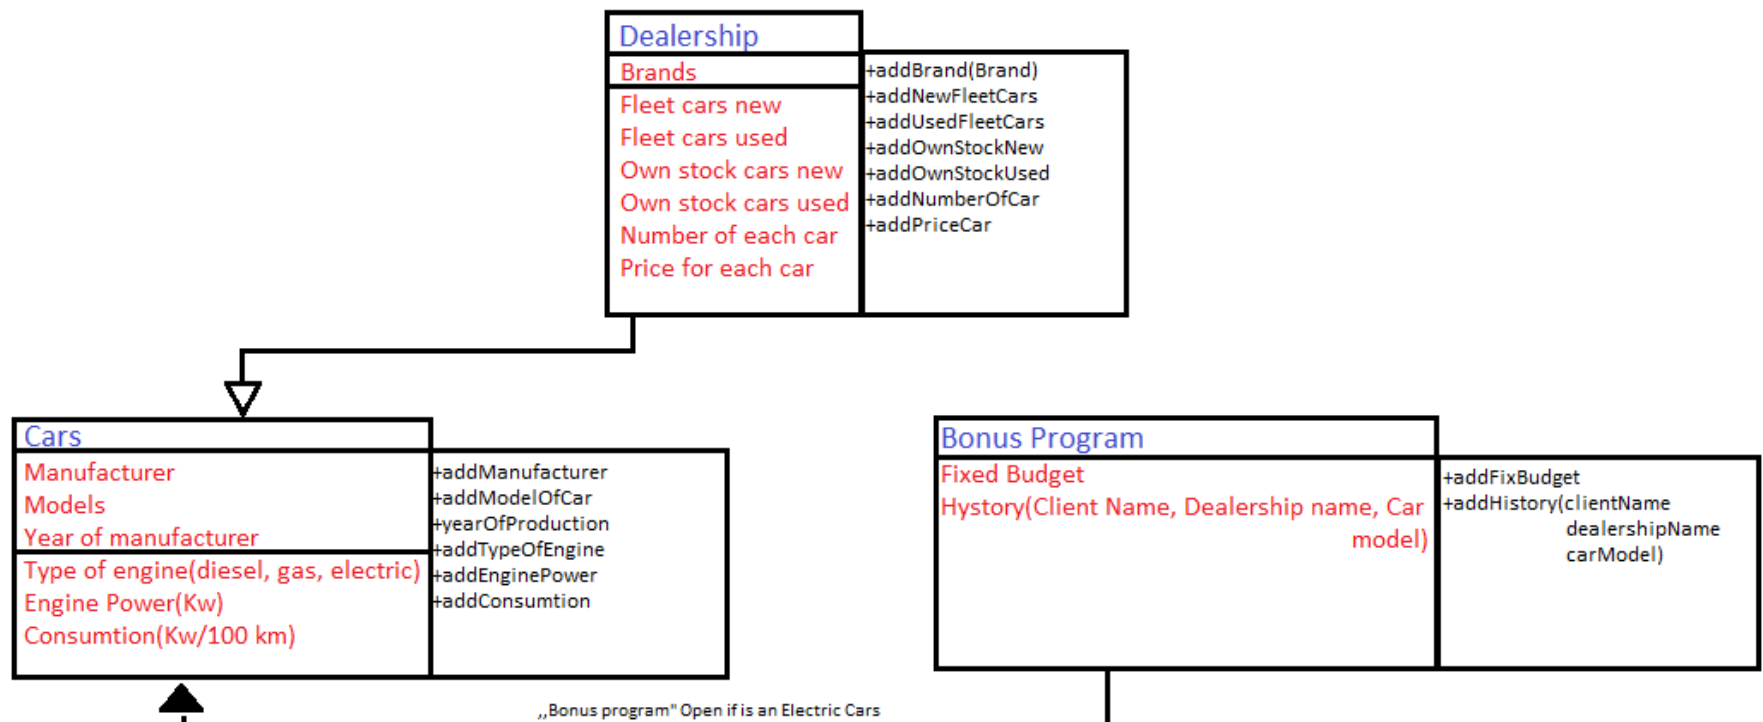 Dealership
Brands
Fleet cars new
Fleet cars used
Own stock cars new
Own stock cars used
Number of each car
Price for each car
+addBrand(Brand)
+addNewFleetCars
+addUsedFleetCars
+addOwnStockNew
+addOwnStockUsed
+addNumberOfCar
+addPriceCar
Cars
Manufacturer
Models
Year of manufacturer
Type of engine(diesel, gas, electric)
Engine Power(Kw)
Consumtion(Kw/100 km)
+addManufacturer
+addModelOfCar
+yearOfProduction
+addTypeOfEngine
+addEnginePower
+addConsumtion
Bonus Program
Fixed Budget
Hystory(Client Name, Dealership name, Car
model)
+addFixBudget
+addHistory(clientName
dealershipName
carModel)
,,Bonus program" Open if is an Electric Cars